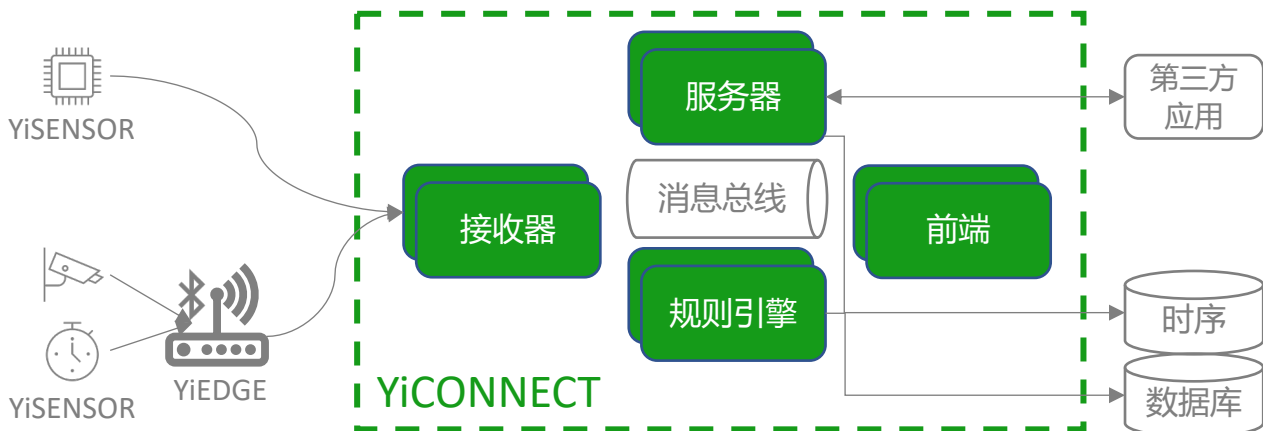 YiSENSOR
YiSENSOR
YiEDGE
YiCONNECT
接收器
服务器
消息总线
规则引擎
前端
第三方
应用
时序
数据库